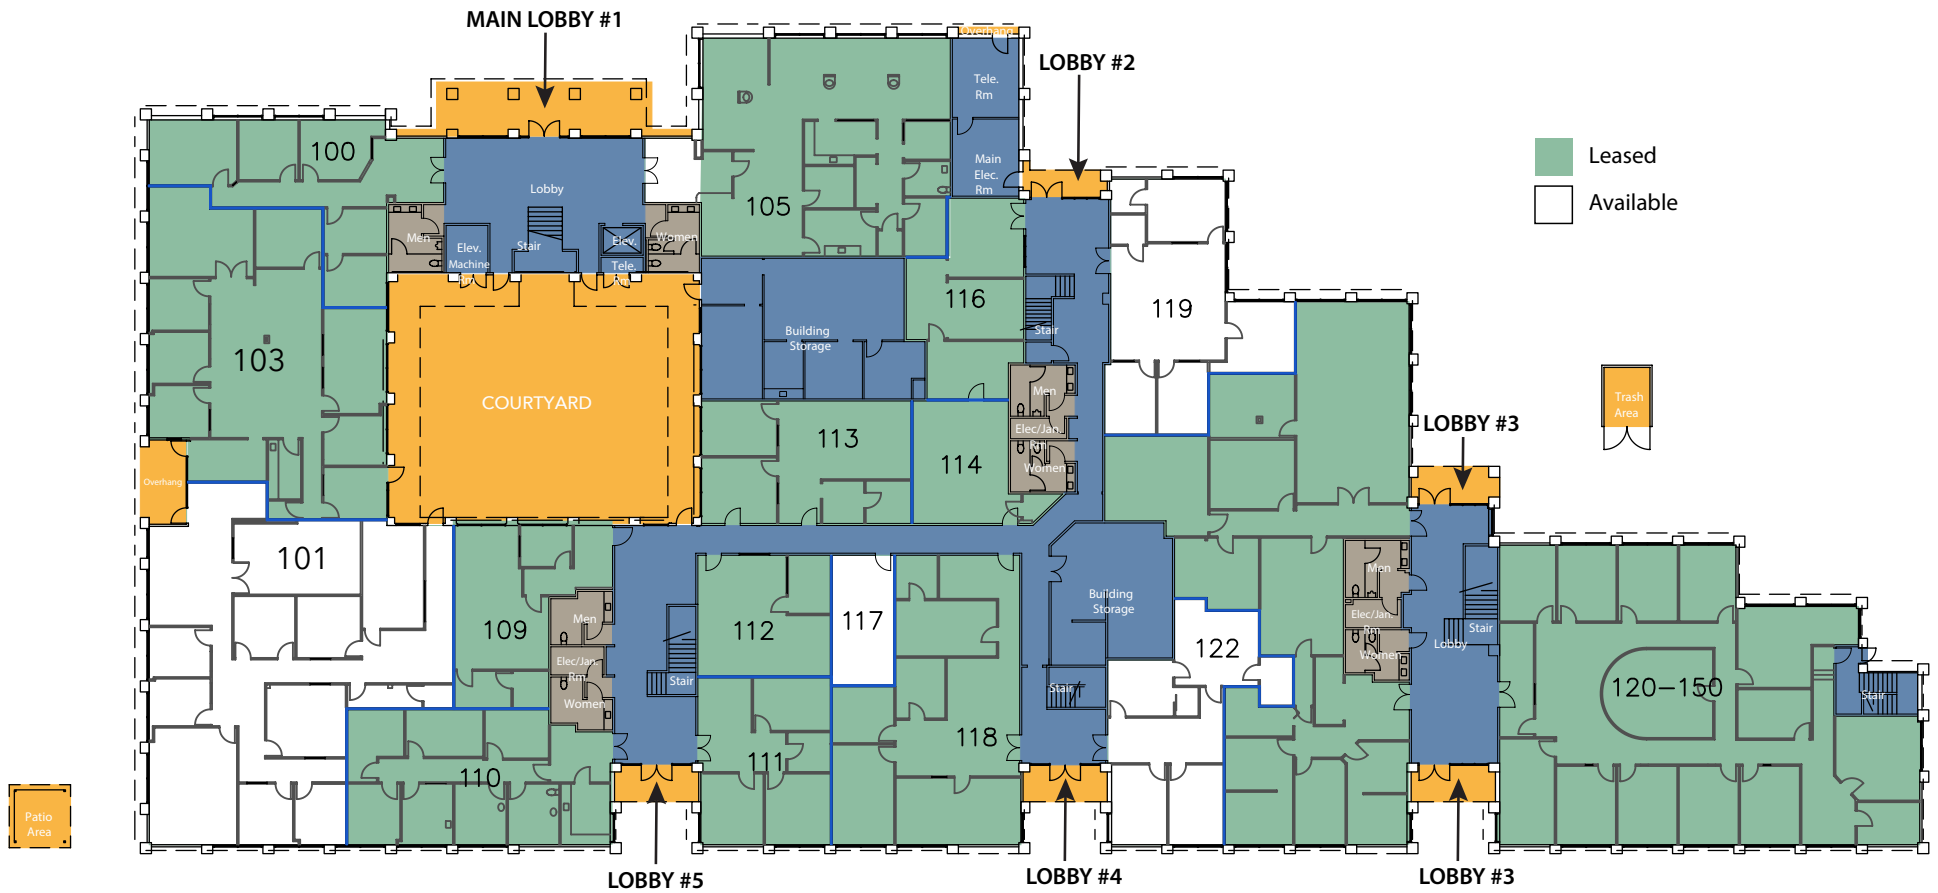 MAIN LOBBY #1
Overhang
LOBBY #2
Tele.
Rm
Leased
Available
100
Main
Elec.
Rm
Lobby
105
Men
Elev.
Machine
Rm
Stair
Elev.
Tele.
Rm
Women
116
119
Stair
Building
Storage
103
COURTYARD
Men
Elec/Jan.
Rm
Women
113
114
LOBBY #3
Trash
Area
Overhang
101
109
Men
Elec/Jan.
Rm
Women
Stair
112
117
Building
Storage
Men
Elec/Jan.
Rm
Women
Lobby
Stair
122
120-150
Stair
Stair
118
111
110
Patio
Area
LOBBY #5
LOBBY #4
LOBBY #3